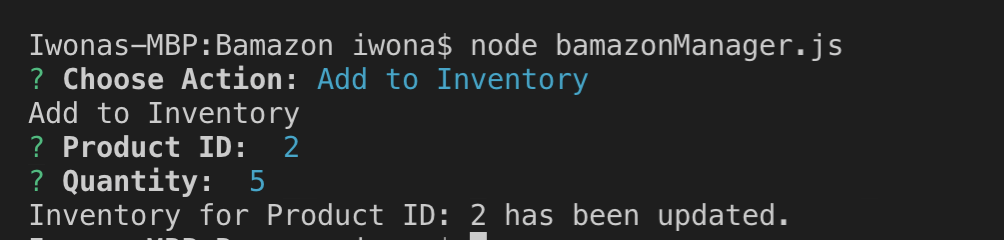 Iwonas-MBP:Bamazon iwona$ node bamazonManager.js
? Choose Action: Add to Inventory
Add to Inventory
? Product ID:  2
? Quantity:  5
Inventory for Product ID: 2 has been updated.